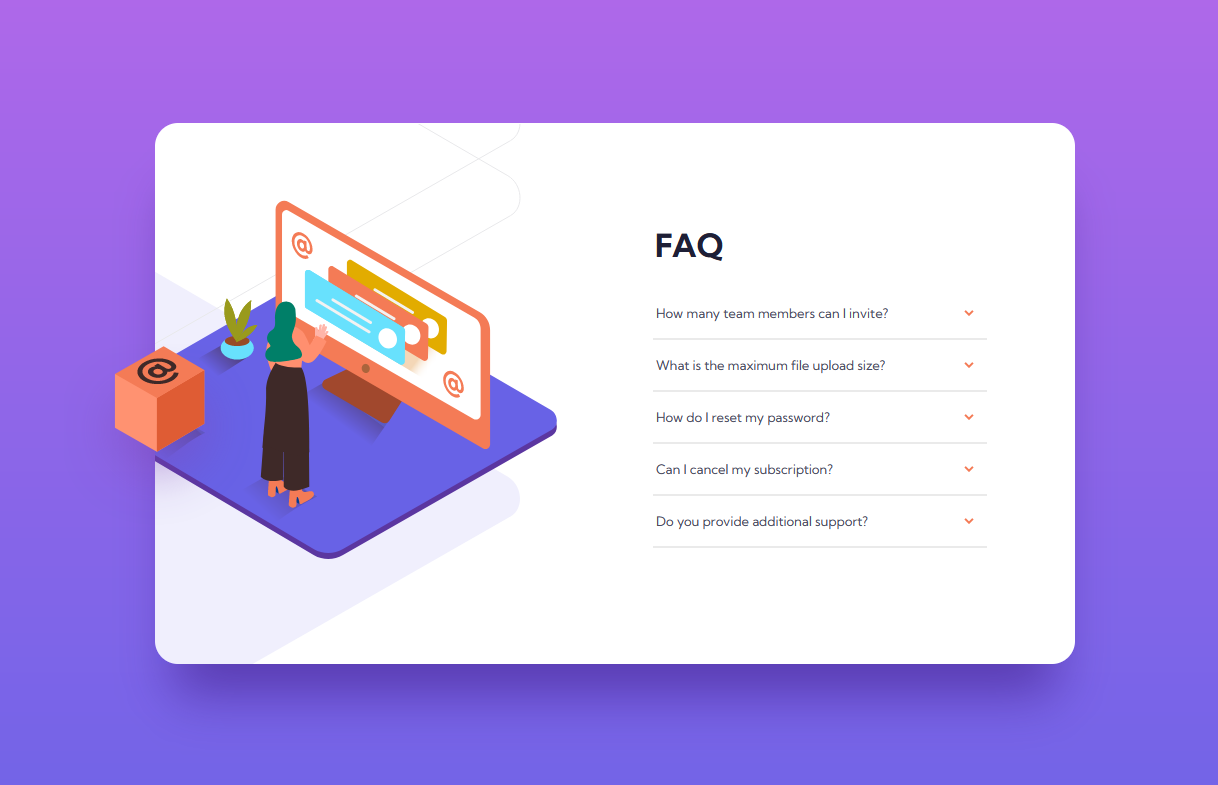 @
@
@
FAQ
How many team members can I invite?
What is the maximum file upload size?
How do I reset my password?
Can I cancel my subscription?
Do you provide additional support?